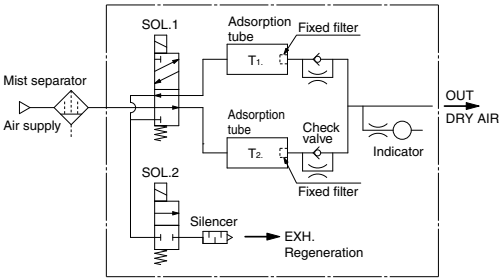 SOL.1
Adsorption
tube
Fixed filter
T1.
Mist separator
Air supply
OUT
DRY AIR
Adsorption
tube
Check
valve
T2.
Indicator
Fixed filter
SOL.2
Silencer
EXH.
Regeneration